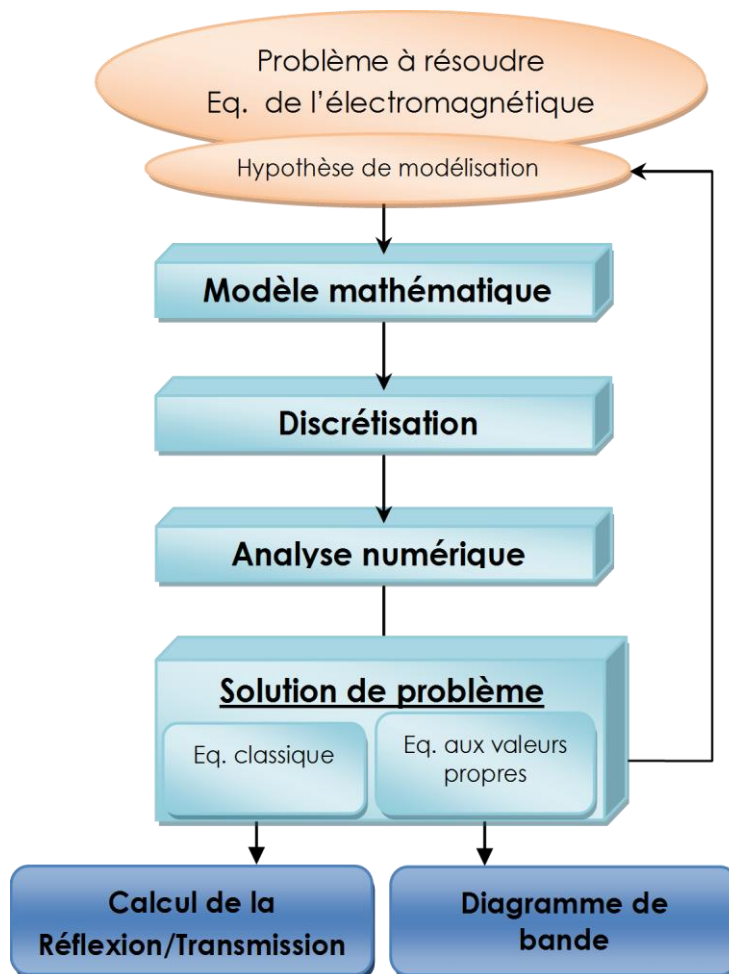 Problème à résoudre
Eq. de l'électromagnétique
Hypothèse de modélisation
Modèle mathématique
Discrétisation
Analyse numérique
Solution de problème
Eq. classique
Eq. aux valeurs
propres
Calcul de la
Réflexion/Transmission
Diagramme de
bande